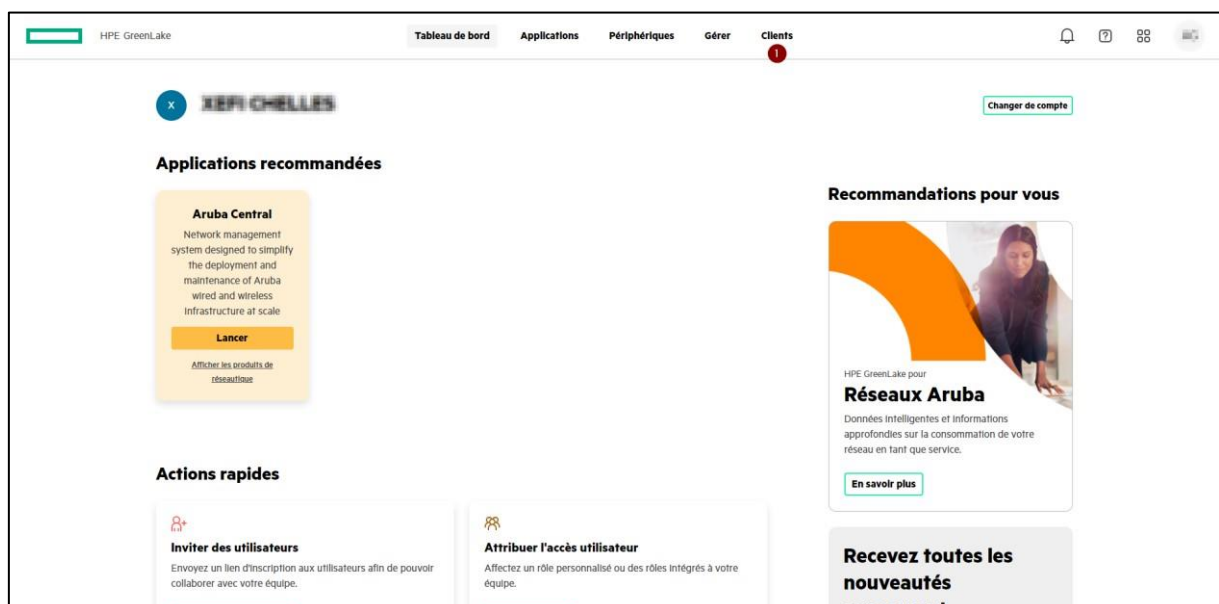 HPE GreenLake
Tableau de bord
Applications
Périphériques
Gérer
Clients
1
X
XEFI CHELLES
Changer de compte
Applications recommandées
Aruba Central
Network management
system designed to simplify
the deployment and
maintenance of Aruba
wired and wireless
infrastructure at scale
Lancer
Afficher les produits de
réseautique
Recommandations pour vous
HPE GreenLake pour
Réseaux Aruba
Données intelligentes et informations
approfondies sur la consommation de votre
réseau en tant que service.
En savoir plus
Actions rapides
Inviter des utilisateurs
Envoyez un lien d'inscription aux utilisateurs afin de pouvoir
collaborer avec votre équipe.
Attribuer l'accès utilisateur
Affectez un rôle personnalisé ou des rôles intégrés à votre
équipe.
Recevez toutes les
nouveautés